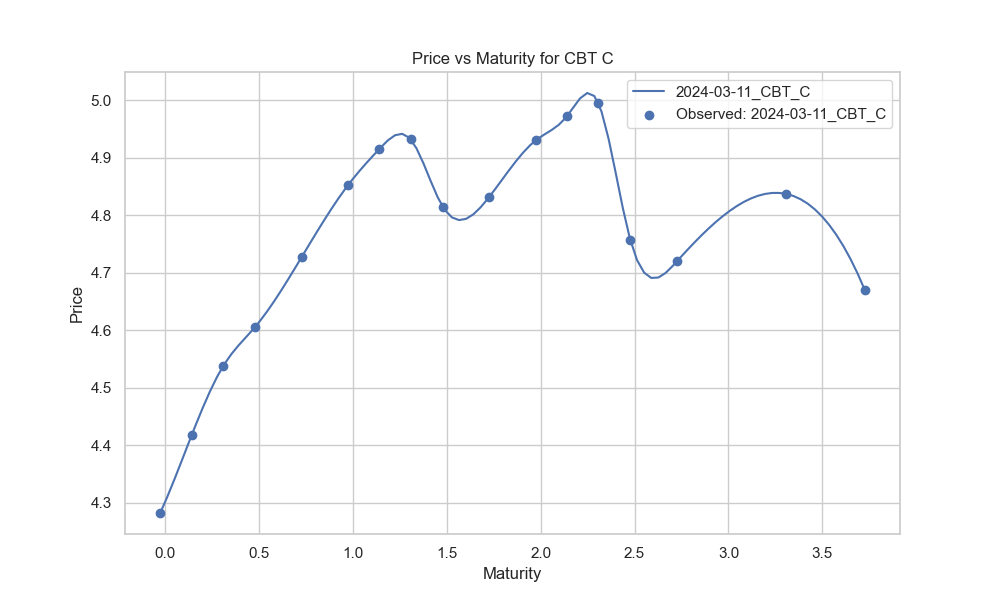 Price vs Maturity for CBT C
2024-03-11_CBT_C
Observed: 2024-03-11_CBT_C
Price
5.0
4.9
4.8
4.7
4.6
4.5
4.4
4.3
0.0 0.5 1.0 1.5 2.0 2.5 3.0 3.5
Maturity